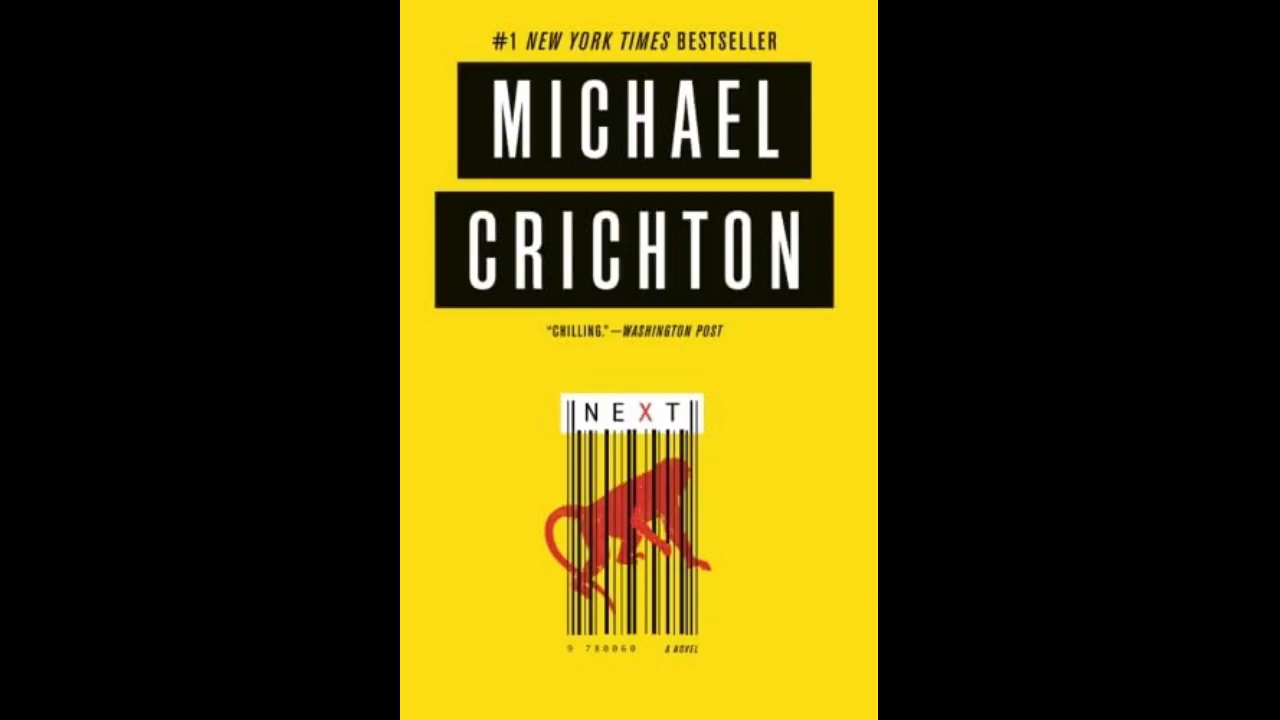 #1 NEW YORK TIMES BESTSELLER
MICHAEL
CRICHTON
"CHILLING."—WASHINGTON POST
NEXT
9 780060 A NOVEL